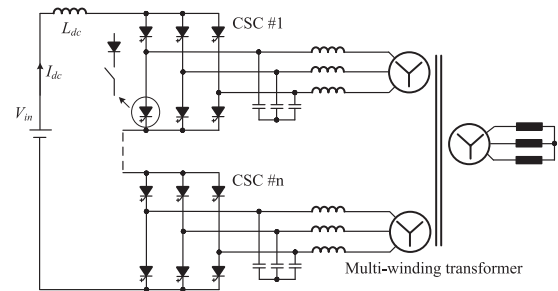 CSC #1
L_dc
I_dc
V_in
CSC #n
Multi-winding transformer